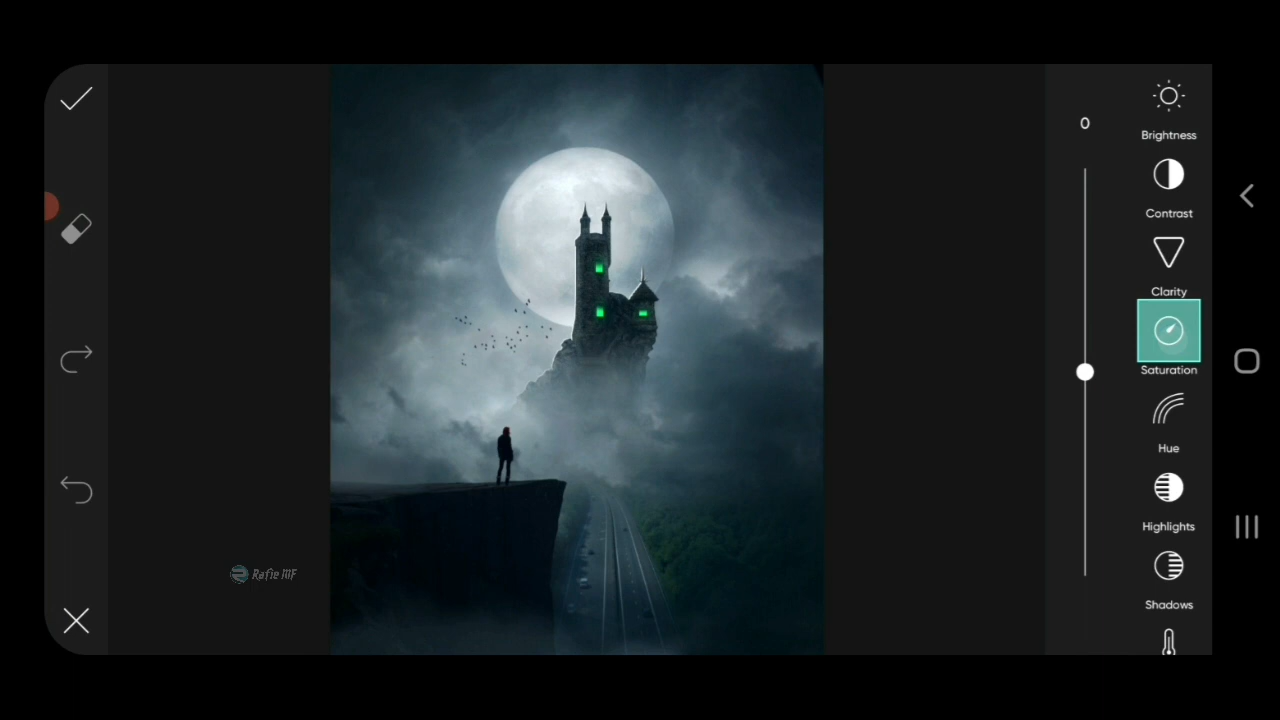 0
Brightness
Contrast
Clarity
Saturation
Hue
Highlights
Shadows
Rafie MF